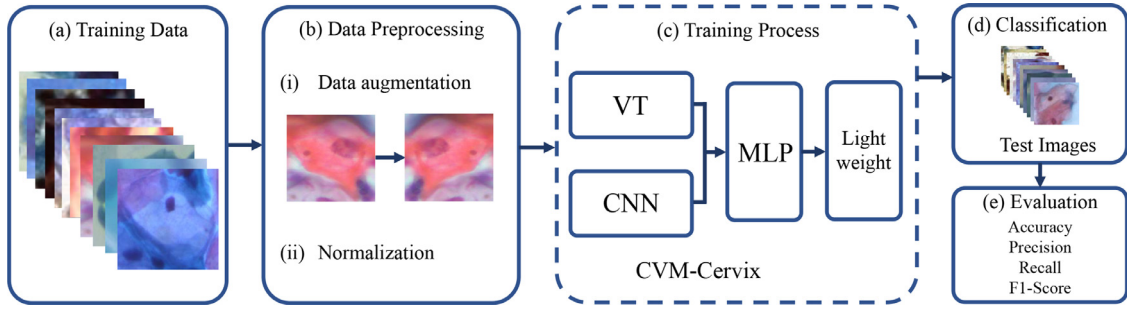 (a) Training Data
(b) Data Preprocessing
(i) Data augmentation
(ii) Normalization
(c) Training Process
VT
CNN
MLP
Light
weight
CVM-Cervix
(d) Classification
Test Images
(e) Evaluation
Accuracy
Precision
Recall
F1-Score